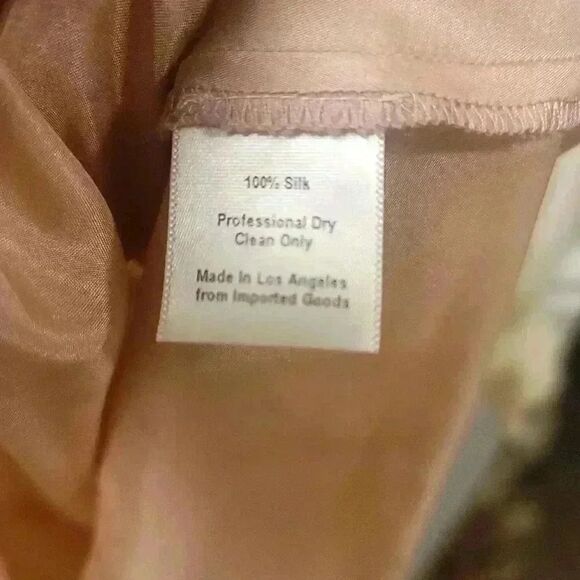 100% Silk
Professional Dry
Clean Only
Made In Los Angeles
from Imported Goods